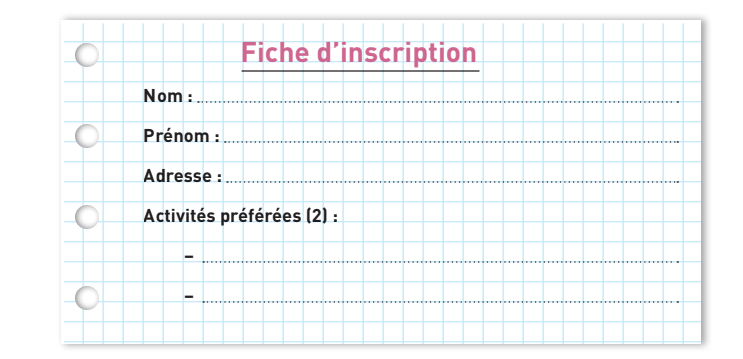 Fiche d'inscription
Nom :
Prénom :
Adresse :
Activités préférées (2) :
–
–